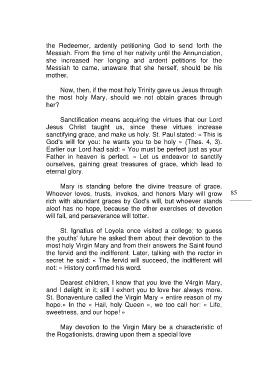 the Redeemer, ardently petitioning God to send forth the
Messiah. From the time of her nativity until the Annunciation,
she increased her longing and ardent petitions for the
Messiah to came, unaware that she herself, should be his
mother.
Now, then, if the most holy Trinity gave us Jesus through
the most holy Mary, should we not obtain graces through
her?
Sanctification means acquiring the virtues that our Lord
Jesus Christ taught us, since these virtues increase
sanctifying grace, and make us holy. St. Paul stated: « This is
God's will for you: he wants you to be holy » (Thes. 4, 3).
Earlier our Lord had said: « You must be perfect just as your
Father in heaven is perfect. » Let us endeavor to sanctify
ourselves, gaining great treasures of grace, which lead to
eternal glory.
Mary is standing before the divine treasure of grace.
Whoever loves, trusts, invokes, and honors Mary will grow
rich with abundant graces by God's will, but whoever stands
aloof has no hope, because the other exercises of devotion
will fail, and perseverance will totter.
85
St. Ignatius of Loyola once visited a college; to guess
the youths' future he asked them about their devotion to the
most holy Virgin Mary and from their answers the Saint found
the fervid and the indifferent. Later, talking with the rector in
secret he said: « The fervid will succeed, the indifferent will
not: » History confirmed his word.
Dearest children, I know that you love the V4rgin Mary,
and I delight in it; still I exhort you to love her always more.
St. Bonaventure called the Virgin Mary « entire reason of my
hope.» In the « Hail, holy Queen », we too call her: « Life,
sweetness, and our hope! »
May devotion to the Virgin Mary be a characteristic of
the Rogationists, drawing upon them a special love